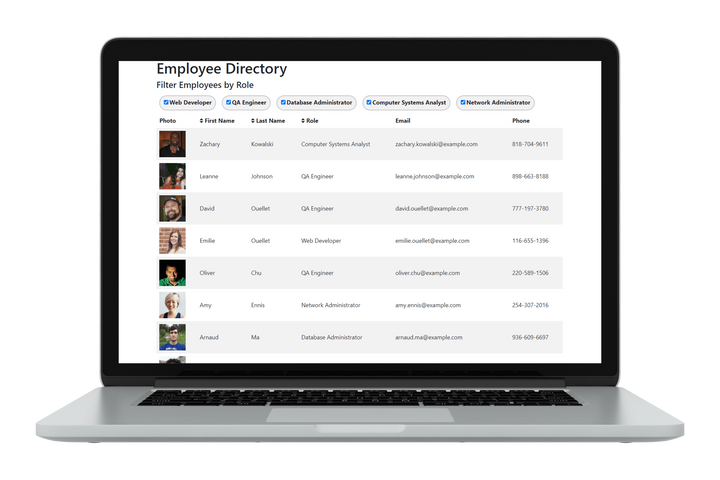 Employee Directory
Filter Employees by Role
Web Developer QA Engineer Database Administrator Computer Systems Analyst Network Administrator
Photo First Name Last Name Role Email Phone
Zachary Kowalski Computer Systems Analyst zachary.kowalski@example.com 818-704-9611
Leanne Johnson QA Engineer leanne.johnson@example.com 898-663-8188
David Ouellet QA Engineer david.ouellet@example.com 777-197-3780
Emilie Ouellet Web Developer emilie.ouellet@example.com 116-655-1396
Oliver Chu QA Engineer oliver.chu@example.com 220-589-1506
Amy Ennis Network Administrator amy.ennis@example.com 254-307-2016
Arnaud Ma Database Administrator arnaud.ma@example.com 936-609-6697